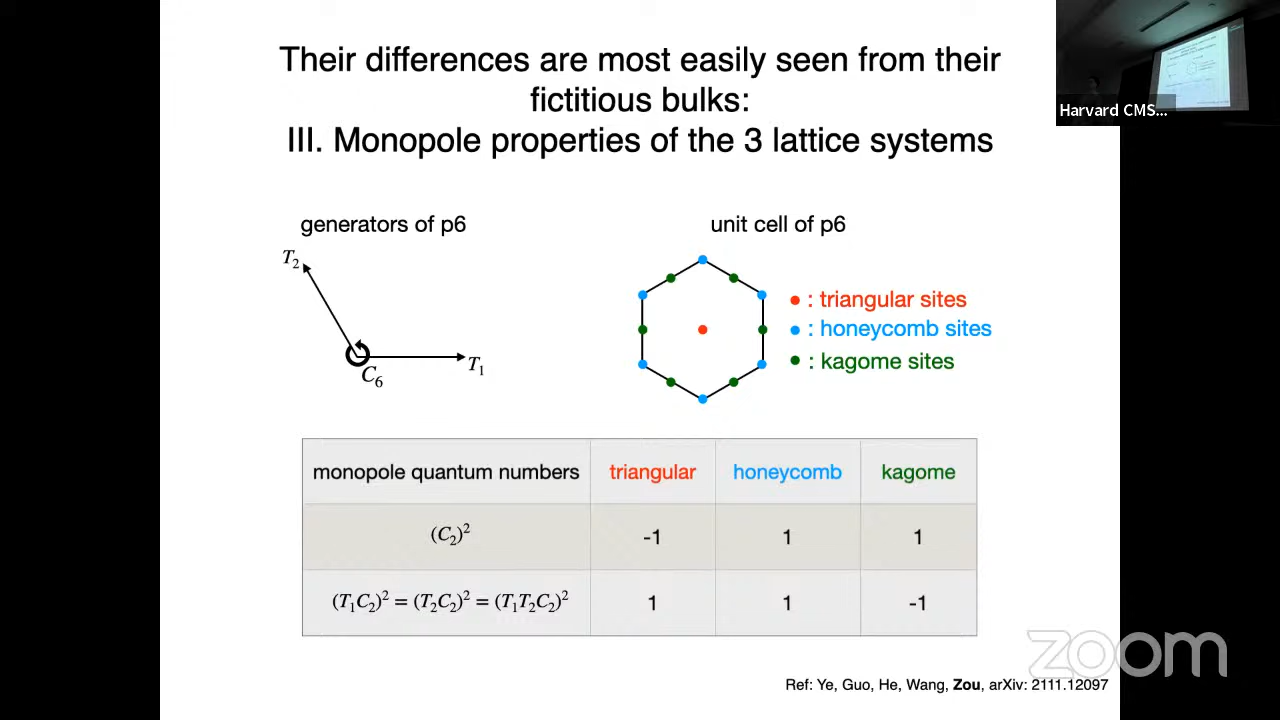 Their differences are most easily seen from their
fictitious bulks:
III. Monopole properties of the 3 lattice systems
Harvard CMS...
generators of p6
unit cell of p6
T₂
T₁
C₆
: triangular sites
: honeycomb sites
: kagome sites
monopole quantum numbers triangular honeycomb kagome
(C₂)² -1 1 1
(T₁C₂)² = (T₂C₂)² = (T₁T₂C₂)² 1 1 -1
zoom
Ref: Ye, Guo, He, Wang, Zou, arXiv: 2111.12097